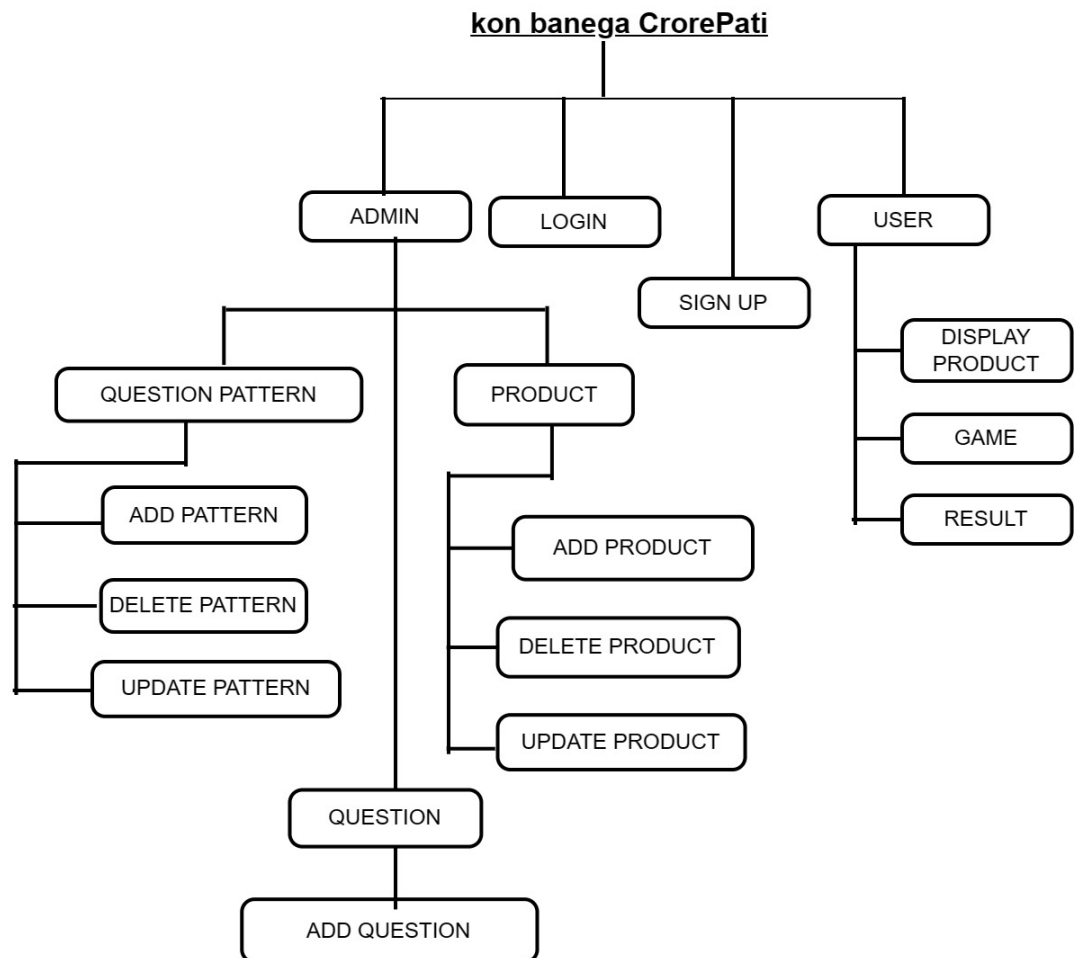 kon banega CrorePati
ADMIN
LOGIN
USER
SIGN UP
DISPLAY
PRODUCT
QUESTION PATTERN
PRODUCT
GAME
ADD PATTERN
RESULT
ADD PRODUCT
DELETE PATTERN
DELETE PRODUCT
UPDATE PATTERN
UPDATE PRODUCT
QUESTION
ADD QUESTION